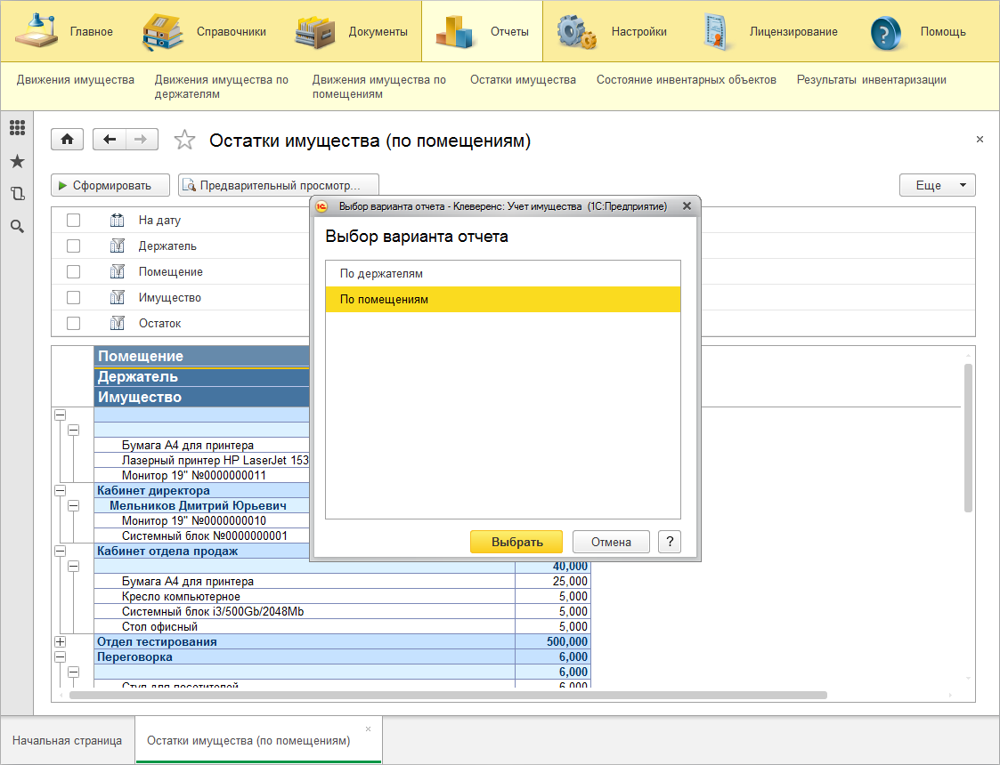 Главное
Справочники
Документы
Отчеты
Настройки
Лицензирование
?
Помощь
Движения имущества
Движения имущества по
держателям
Движения имущества по
помещениям
Остатки имущества
Состояние инвентарных объектов
Результаты инвентаризации
Остатки имущества (по помещениям)
Сформировать
Предварительный просмотр...
Еще
На дату
Держатель
Помещение
Имущество
Остаток
Выбор варианта отчета - Клеверенс: Учет имущества (1С:Предприятие)
Выбор варианта отчета
По держателям
По помещениям
Выбрать
Отмена
?
Помещение
Держатель
Имущество
Бумага А4 для принтера
Лазерный принтер HP LaserJet 153
Монитор 19" №0000000011
Кабинет директора
Мельников Дмитрий Юрьевич
Монитор 19" №0000000010
Системный блок №0000000001
Кабинет отдела продаж
40,000
Бумага А4 для принтера 25,000
Кресло компьютерное 5,000
Системный блок i3/500Gb/2048Mb 5,000
Стол офисный 5,000
Отдел тестирования 500,000
Переговорка 6,000
6,000
Стул для посетителей 6,000
Начальная страница
Остатки имущества (по помещениям)